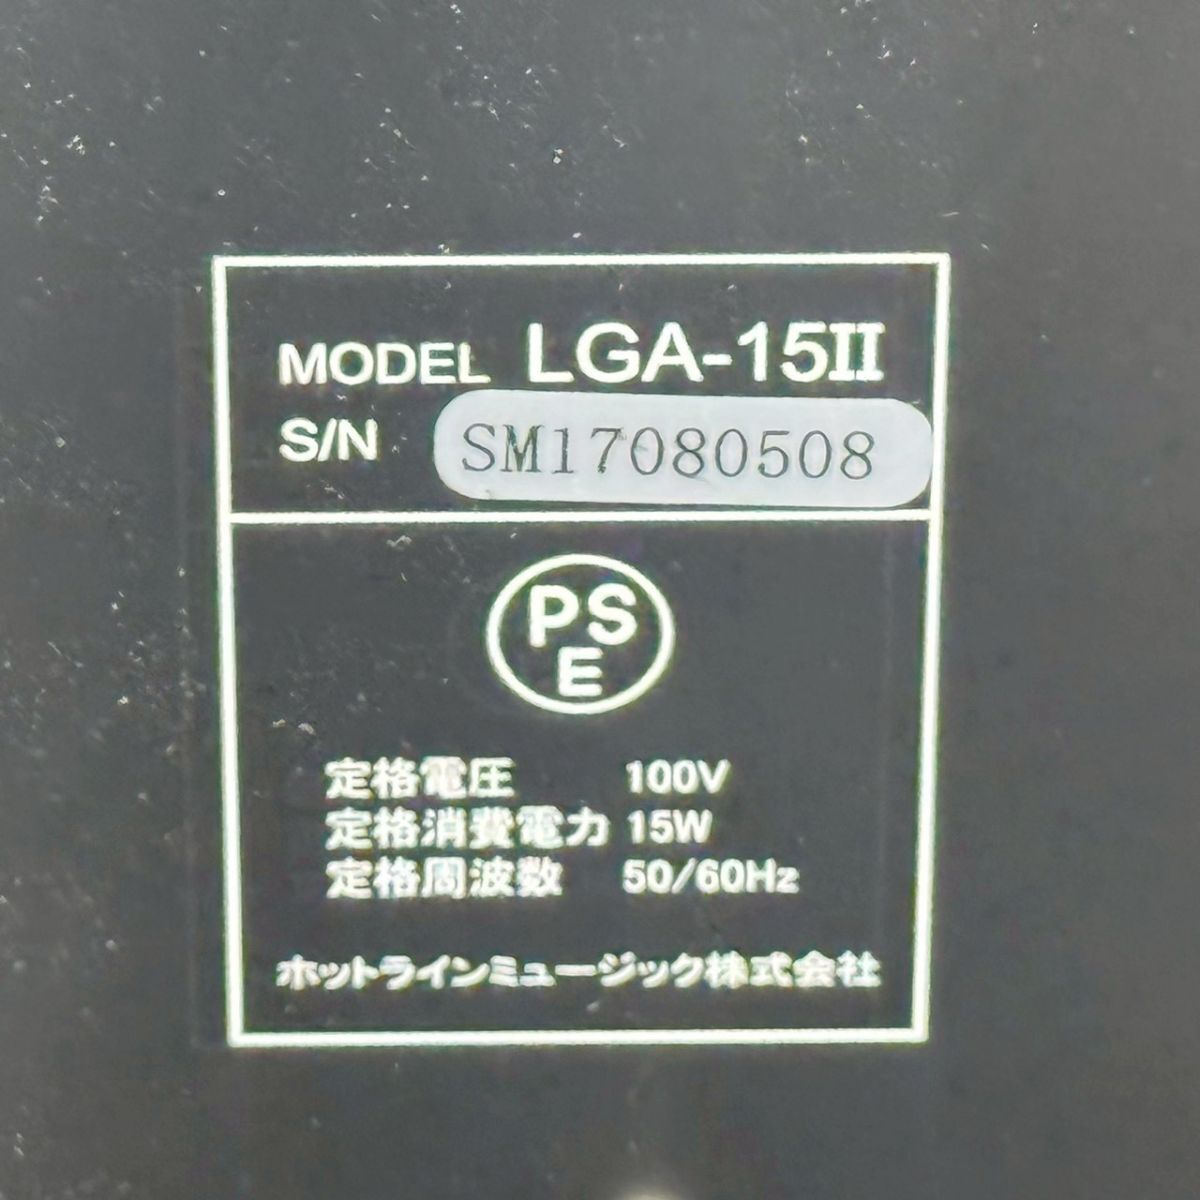 MODEL LGA-15II
S/N SM17080508
PS
E
定格電圧 100V
定格消費電力 15W
定格周波数 50/60Hz
ホットラインミュージック株式会社